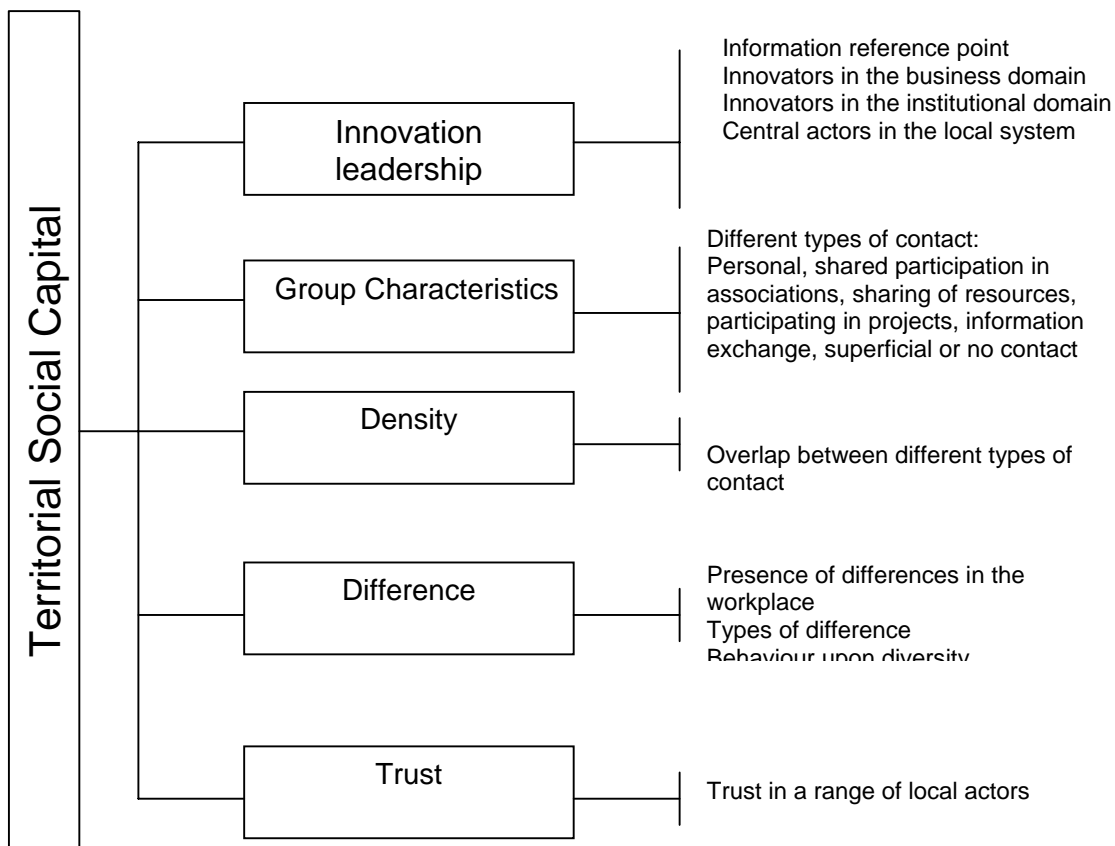 Territorial Social Capital
Innovation
leadership
Information reference point
Innovators in the business domain
Innovators in the institutional domain
Central actors in the local system
Group Characteristics
Different types of contact:
Personal, shared participation in
associations, sharing of resources,
participating in projects, information
exchange, superficial or no contact
Density
Overlap between different types of
contact
Difference
Presence of differences in the
workplace
Types of difference
Behaviour upon diversity
Trust
Trust in a range of local actors